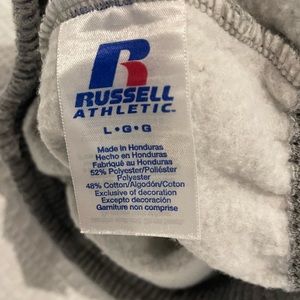 R
RUSSELL
ATHLETIC
L•G•G
Made in Honduras
Hecho en Honduras
Fabriqué au Honduras
52% Polyester/Poliéster
Polyester
48% Cotton/Algodón/Coton
Exclusive of decoration
Excepto decoración
Garniture non comprise